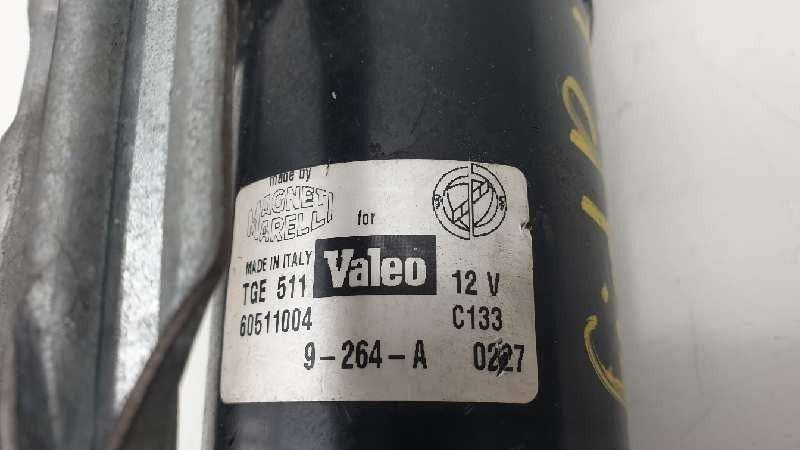 made by
MAGNETI
MARELLI
for
MADE IN ITALY
Valeo
TGE 511
12 V
60511004
C133
9-264-A
0227